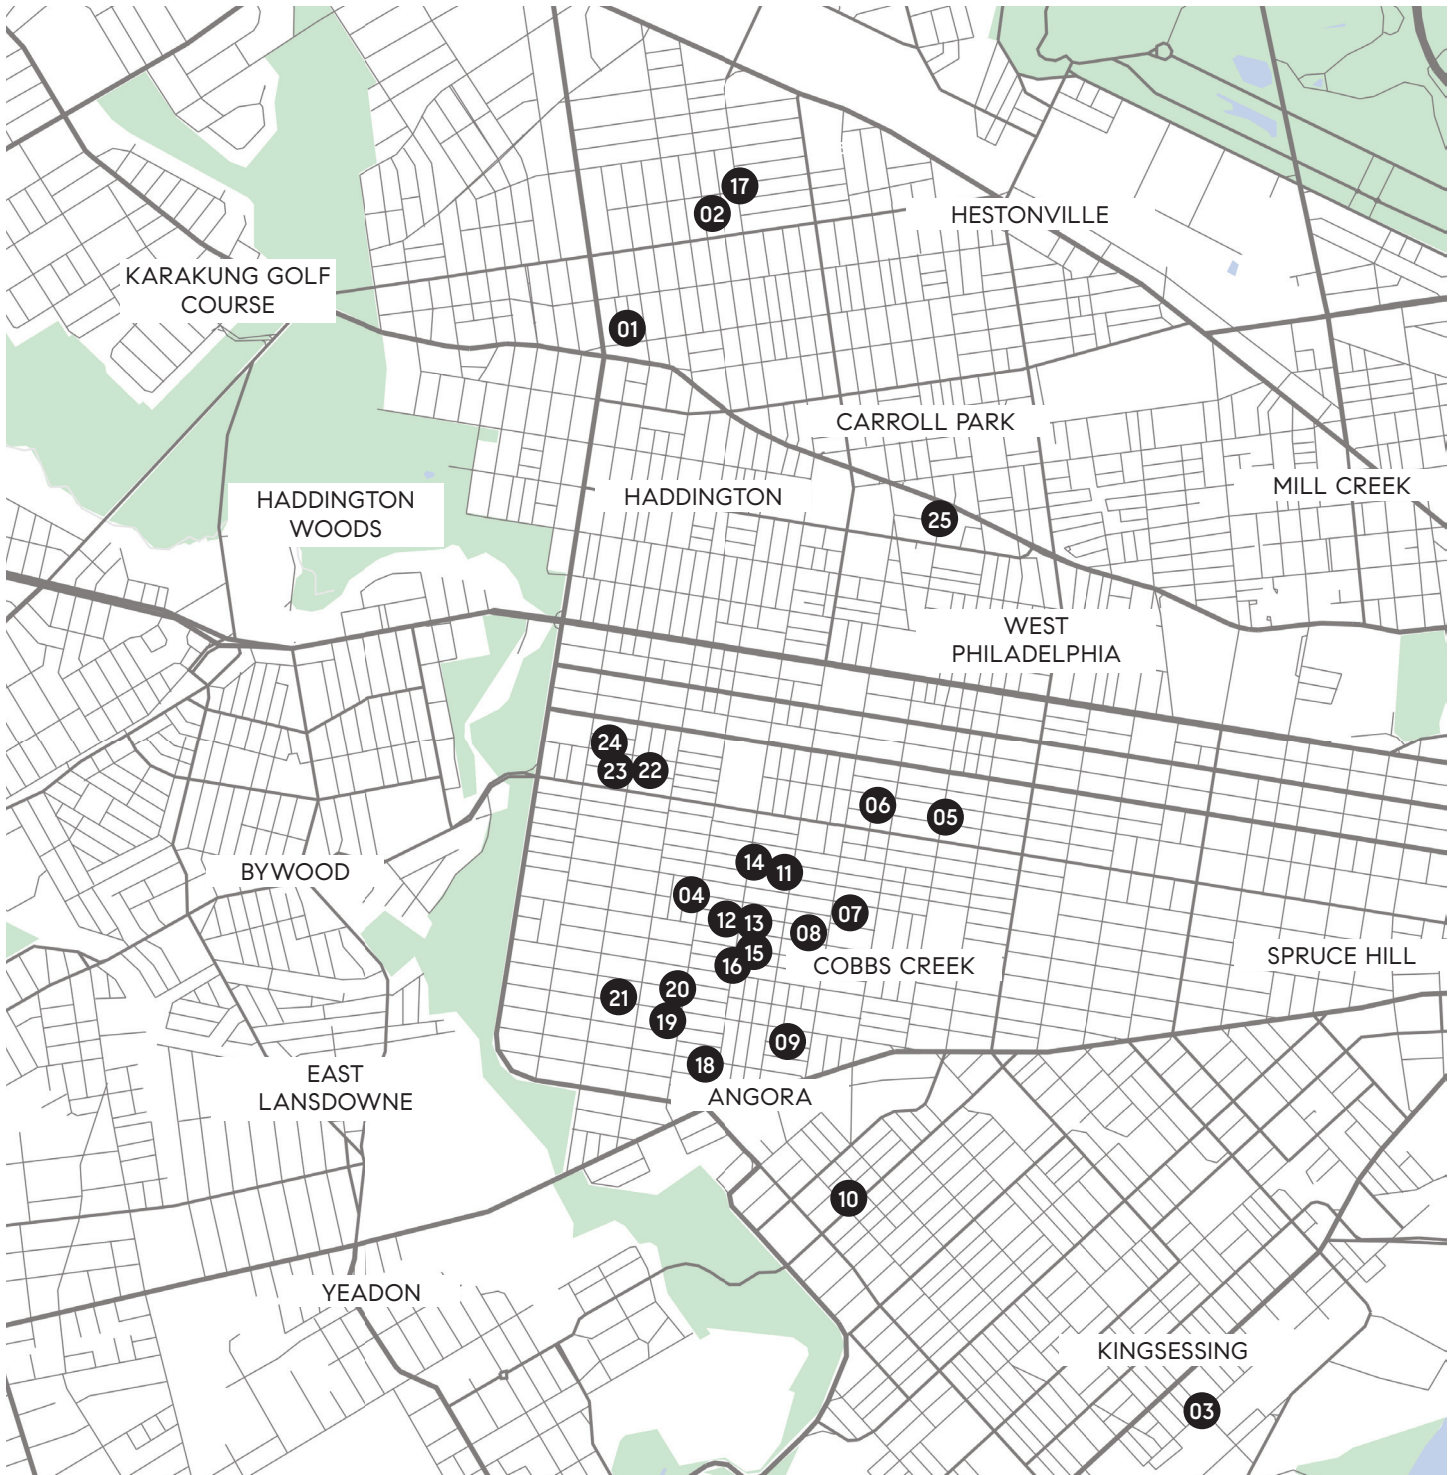 17
02
HESTONVILLE
KARAKUNG GOLF
COURSE
01
CARROLL PARK
HADDINGTON
WOODS
HADDINGTON
MILL CREEK
25
WEST
PHILADELPHIA
24
23
22
06
05
14
11
BYWOOD
04
12
13
07
08
15
16
COBBS CREEK
SPRUCE HILL
20
21
19
09
18
EAST
LANSDOWNE
ANGORA
10
YEADON
KINGSESSING
03